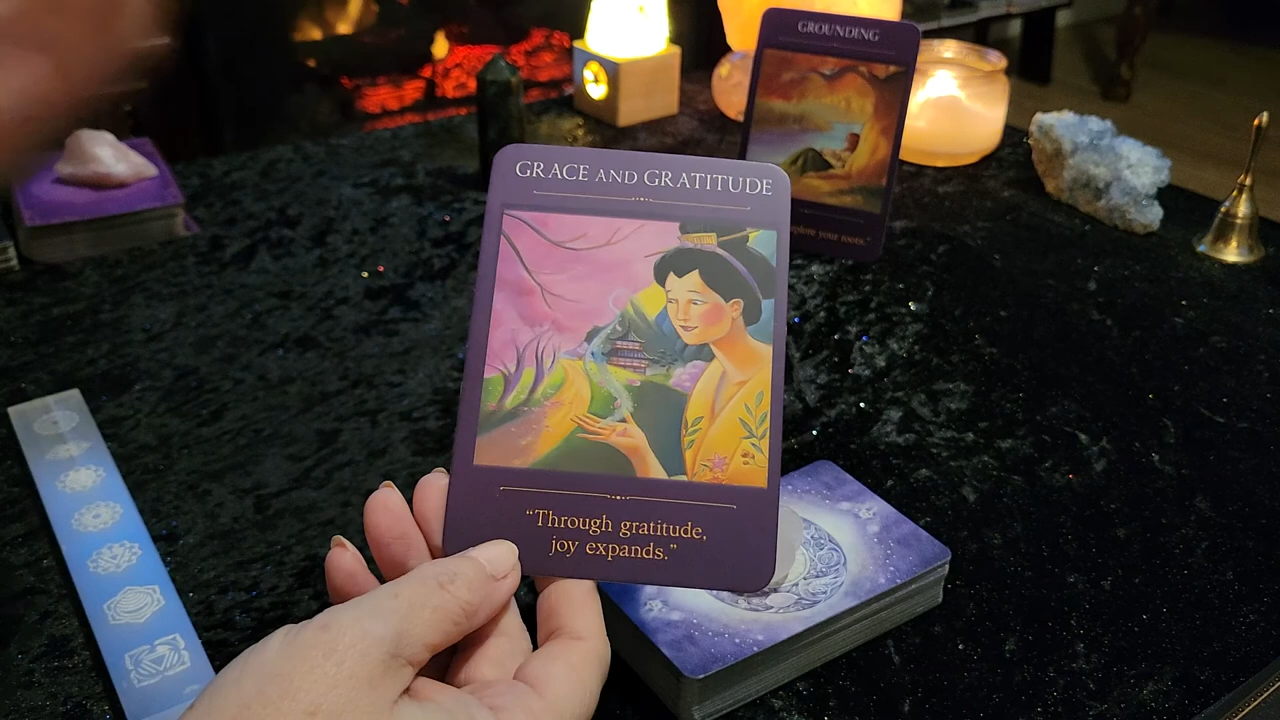 GROUNDING
explore your roots."
GRACE AND GRATITUDE
"Through gratitude,
joy expands."